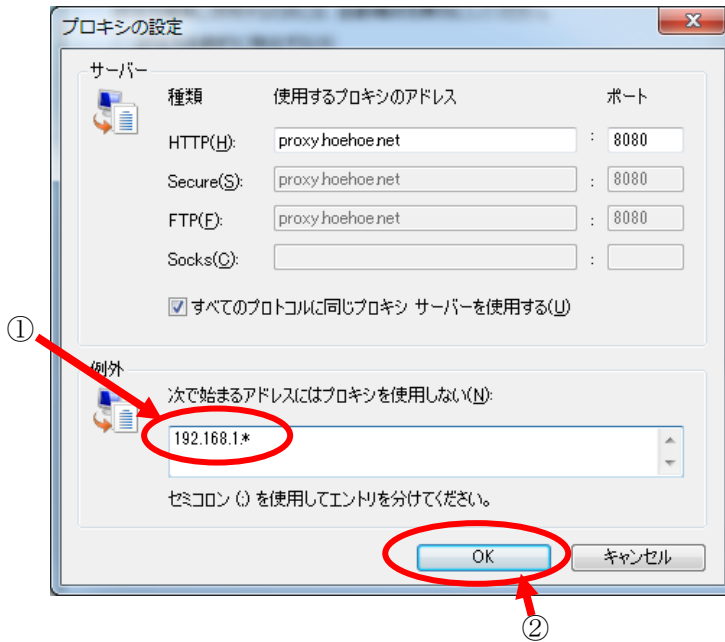 プロキシの設定
サーバー
種類 使用するプロキシのアドレス ポート
HTTP(H): proxy.hoehoe.net : 8080
Secure(S): proxy.hoehoe.net : 8080
FTP(F): proxy.hoehoe.net : 8080
Socks(C): :
すべてのプロトコルに同じプロキシ サーバーを使用する(U)
①
例外
次で始まるアドレスにはプロキシを使用しない(N):
192.168.1.*
セミコロン (;) を使用してエントリを分けてください。
OK キャンセル
②